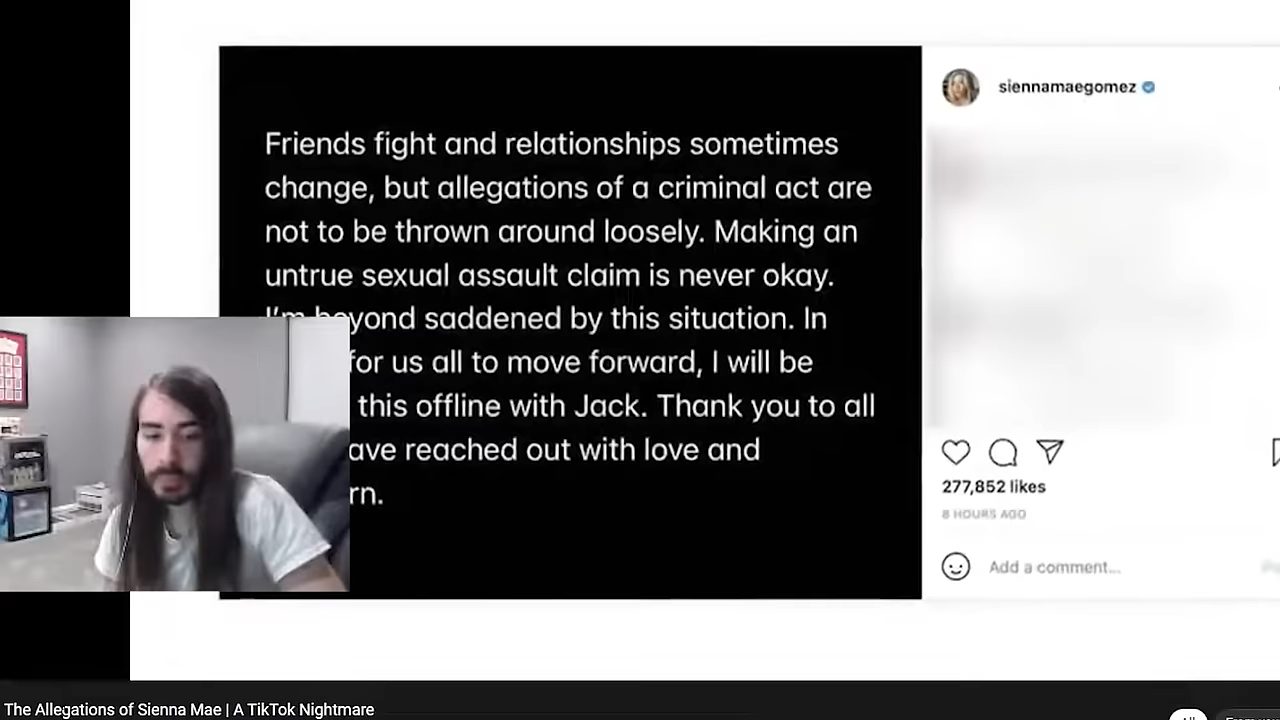 siennamaegomez
Friends fight and relationships sometimes
change, but allegations of a criminal act are
not to be thrown around loosely. Making an
untrue sexual assault claim is never okay.
I'm beyond saddened by this situation. In
for us all to move forward, I will be
this offline with Jack. Thank you to all
ave reached out with love and
rn.
277,852 likes
8 HOURS AGO
Add a comment...
The Allegations of Sienna Mae | A TikTok Nightmare
All